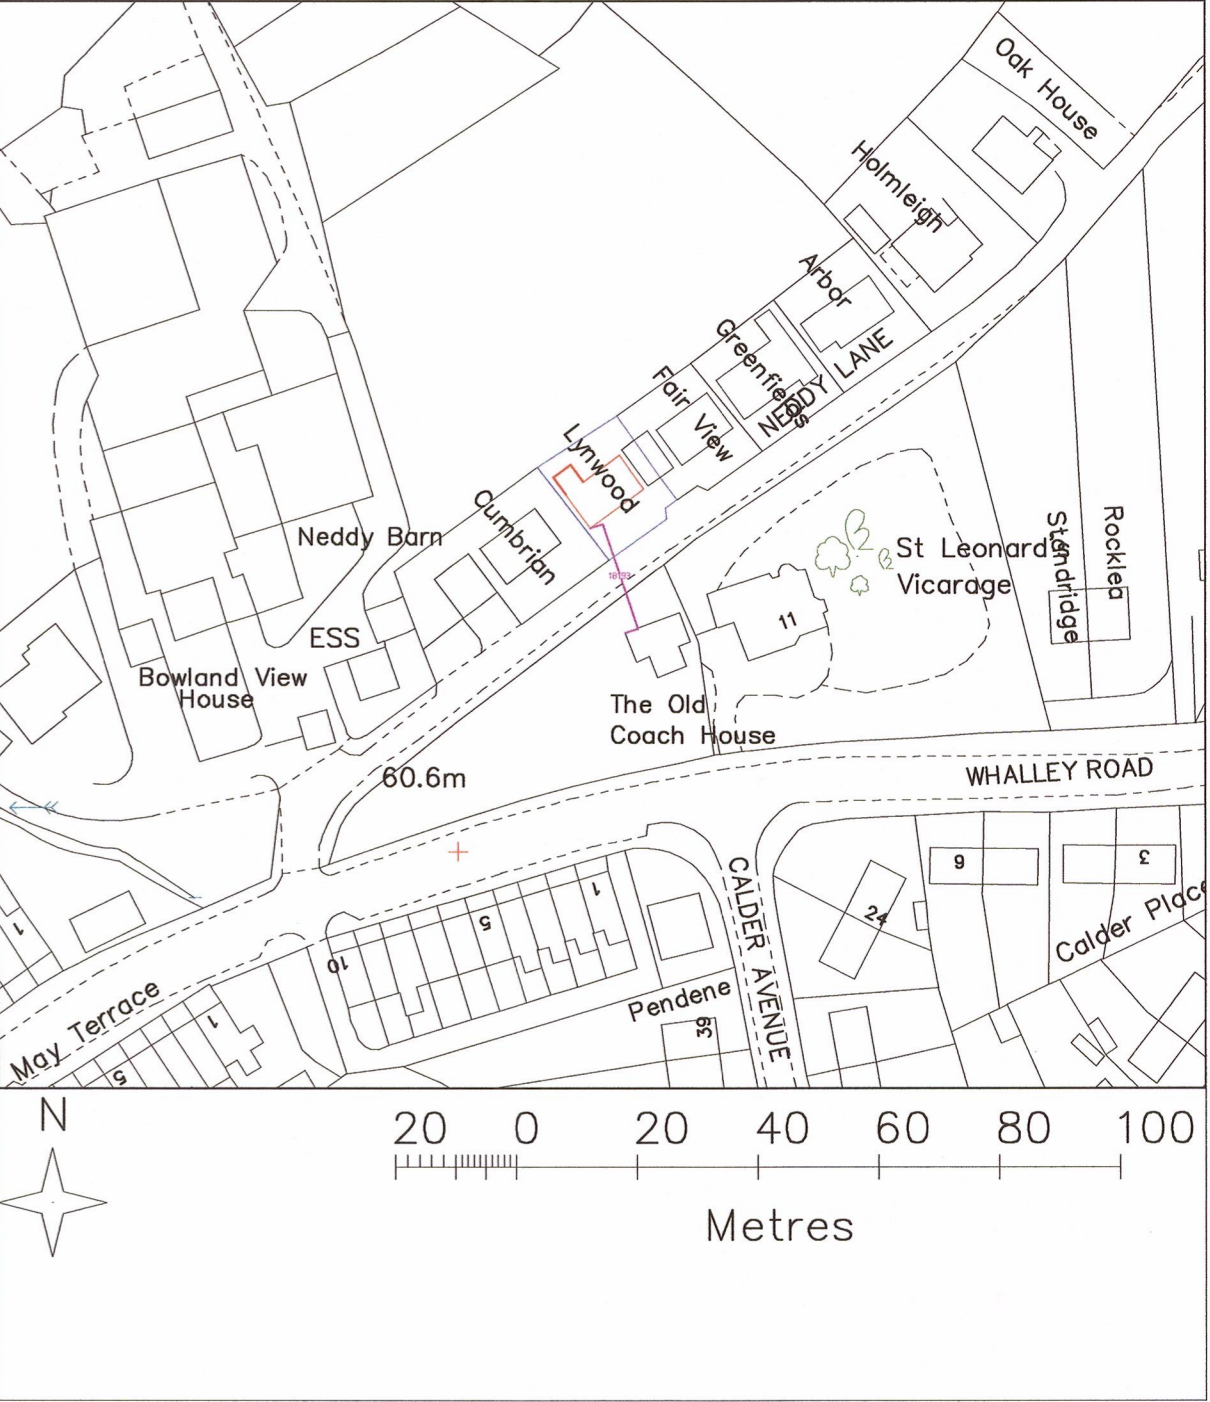 Oak House
Holmleigh
Arbor
Greenfields
NEDDY LANE
Fair View
Lynwood
Cumbrian
Neddy Barn
St Leonard's
Vicarage
Standridge
Rocklea
11
ESS
Bowland View
House
The Old
Coach House
60.6m
WHALLEY ROAD
CALDER AVENUE
6
3
24
Calder Place
1
5
10
1
Pendene
39
May Terrace
1
5
N
20 0 20 40 60 80 100
Metres